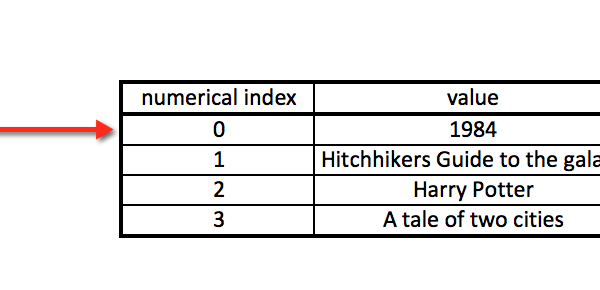 numerical index value
0 1984
1 Hitchhikers Guide to the gala
2 Harry Potter
3 A tale of two cities